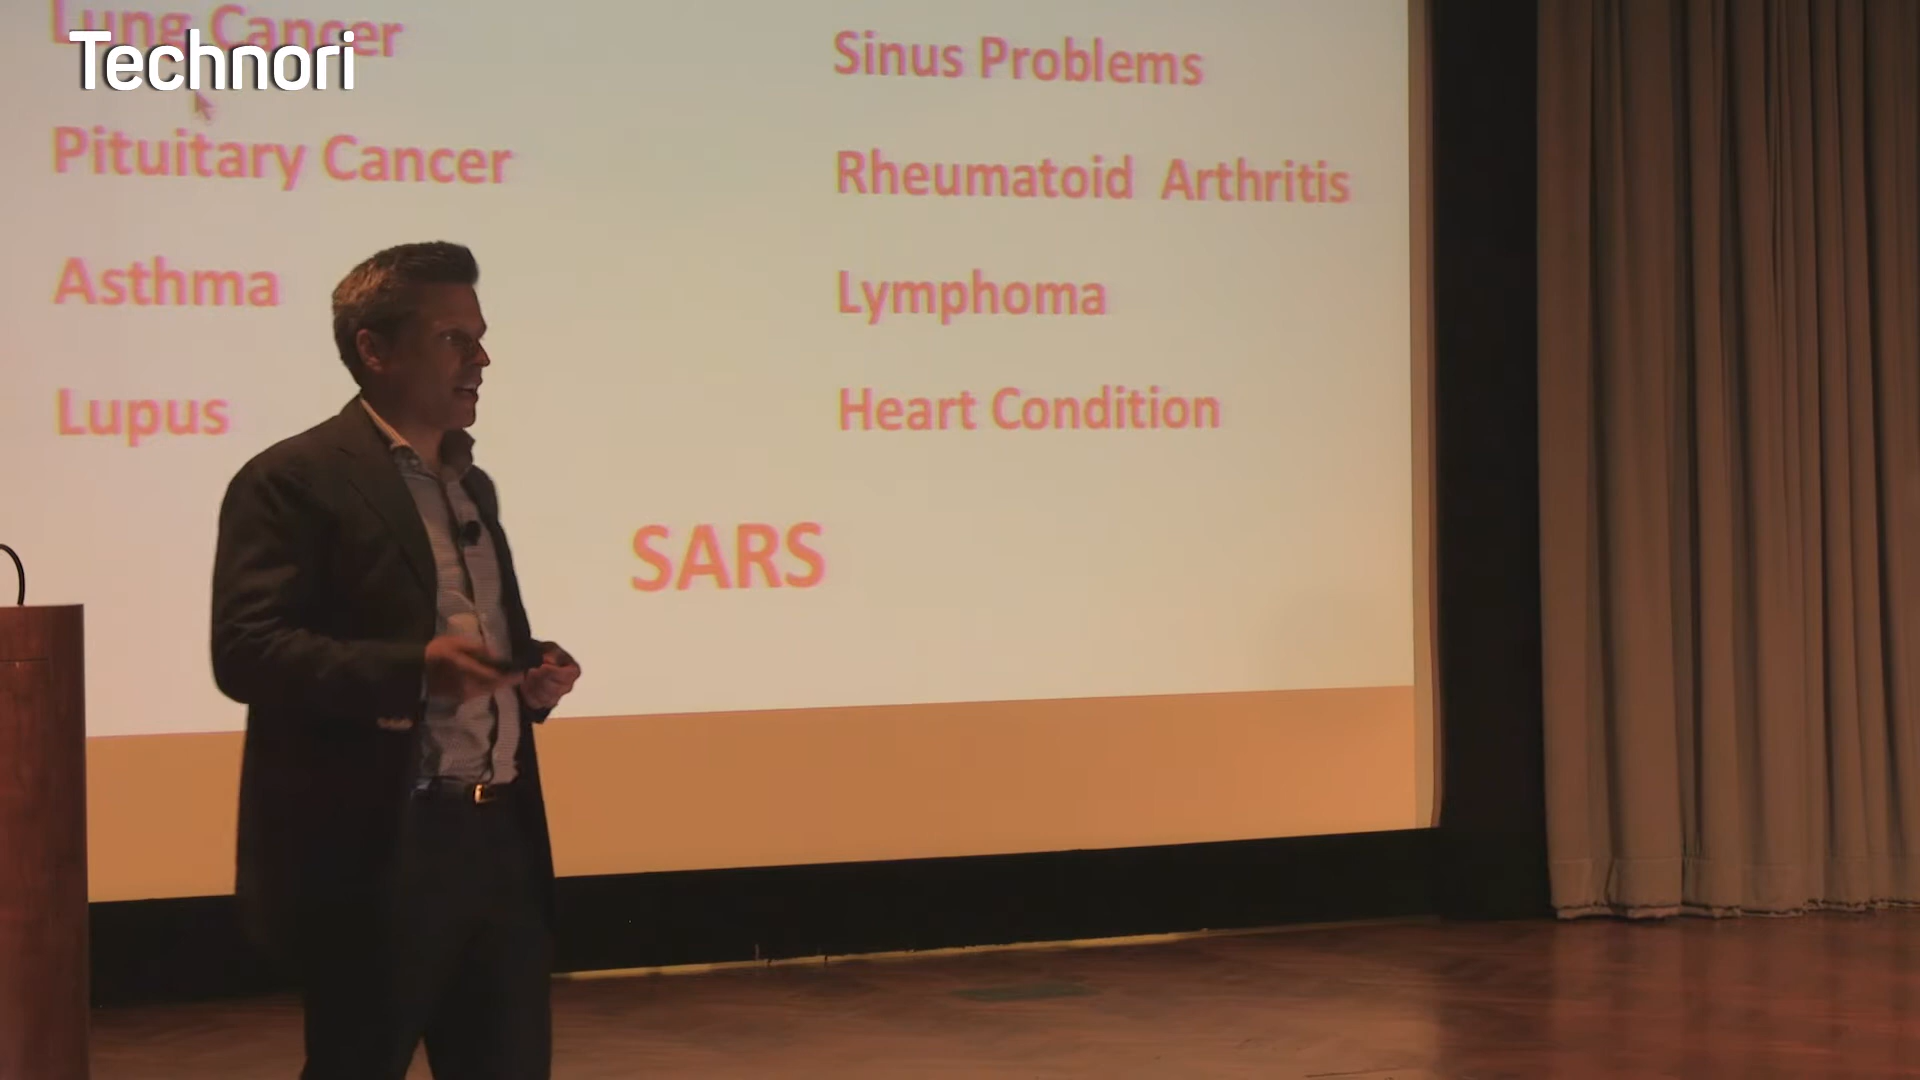 Lung Cancer
Technori
Pituitary Cancer
Asthma
Lupus
Sinus Problems
Rheumatoid Arthritis
Lymphoma
Heart Condition
SARS